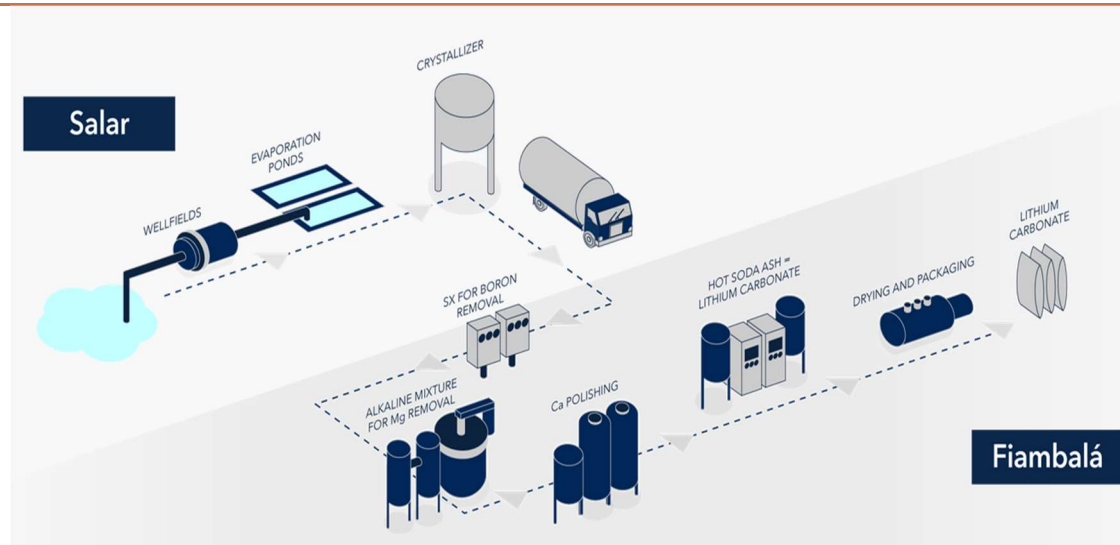 Salar
WELLFIELDS
EVAPORATION
PONDS
CRYSTALLIZER
SX FOR BORON
REMOVAL
ALKALINE MIXTURE
FOR Mg REMOVAL
Ca POLISHING
HOT SODA ASH =
LITHIUM CARBONATE
DRYING AND PACKAGING
LITHIUM
CARBONATE
Fiambalá